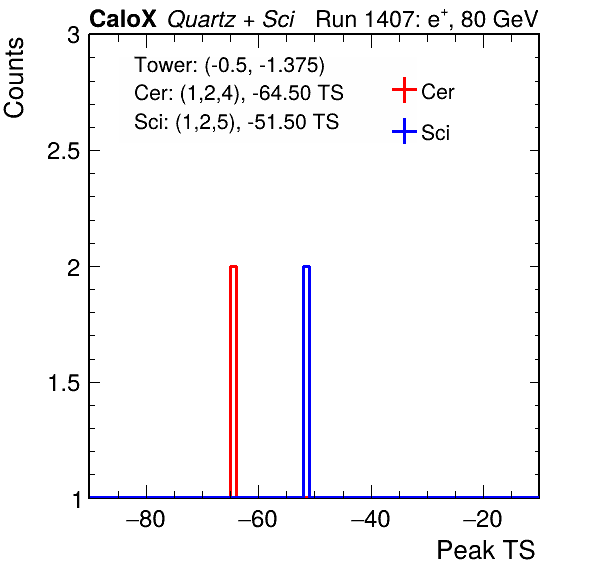 CaloX Quartz + Sci Run 1407: e+, 80 GeV
Counts
Tower: (-0.5, -1.375)
Cer: (1,2,4), -64.50 TS
Sci: (1,2,5), -51.50 TS
Cer
Sci
3
2.5
2
1.5
1
−80 −60 −40 −20
Peak TS